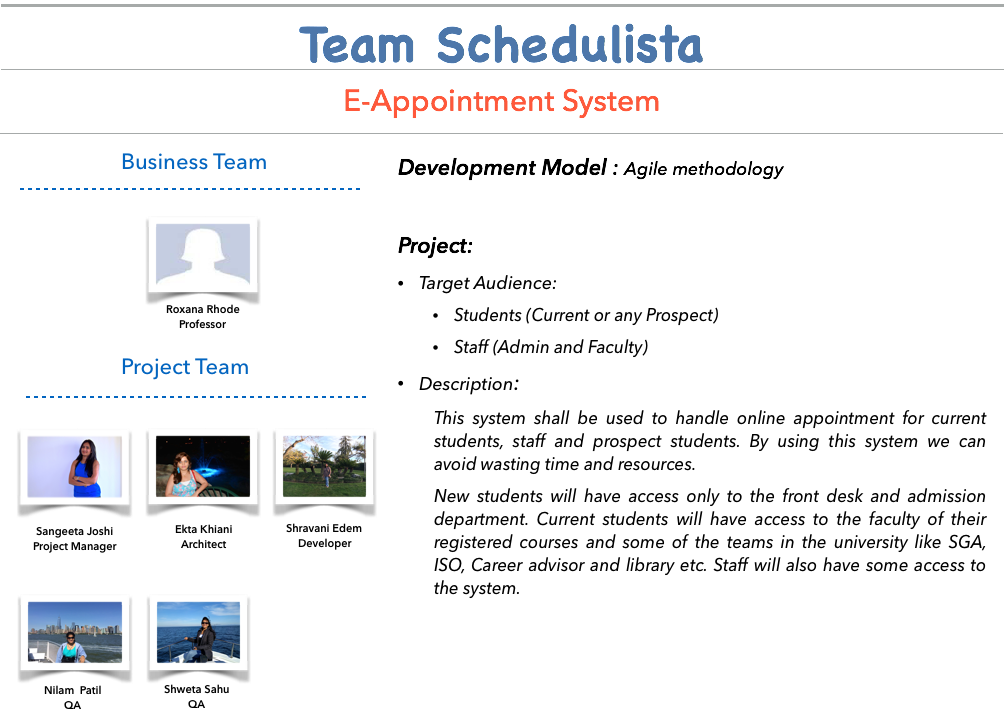 Team Schedulista
E-Appointment System
Business Team
Roxana Rhode
Professor
Project Team
Sangeeta Joshi
Project Manager
Ekta Khiani
Architect
Shravani Edem
Developer
Nilam Patil
QA
Shweta Sahu
QA
Development Model : Agile methodology
Project:
• Target Audience:
• Students (Current or any Prospect)
• Staff (Admin and Faculty)
• Description:
This system shall be used to handle online appointment for current
students, staff and prospect students. By using this system we can
avoid wasting time and resources.
New students will have access only to the front desk and admission
department. Current students will have access to the faculty of their
registered courses and some of the teams in the university like SGA,
ISO, Career advisor and library etc. Staff will also have some access to
the system.